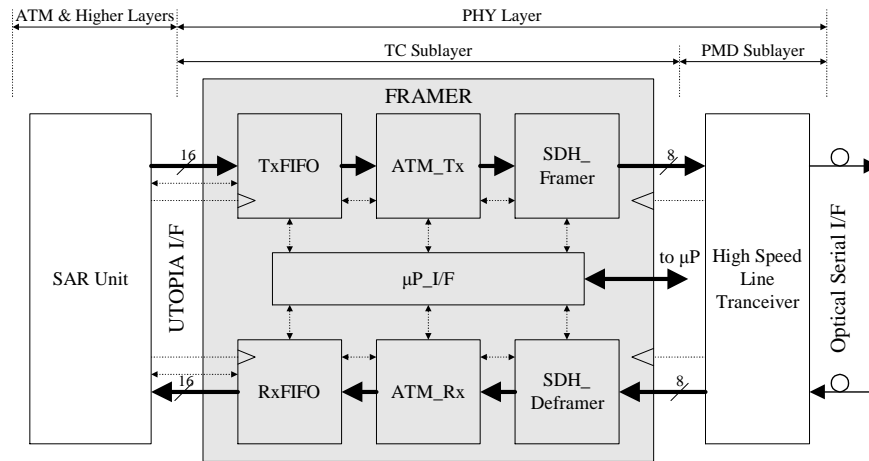 ATM & Higher Layers
PHY Layer
TC Sublayer
PMD Sublayer
FRAMER
16
TxFIFO
ATM_Tx
SDH_
Framer
8
SAR Unit
UTOPIA I/F
μP_I/F
to μP
High Speed
Line
Tranceiver
Optical Serial I/F
16
RxFIFO
ATM_Rx
SDH_
Deframer
8